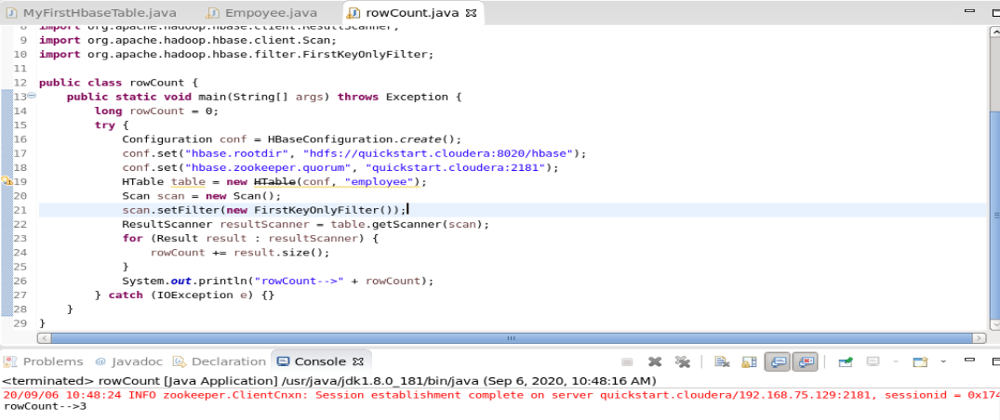 MyFirstHbaseTable.java Empoyee.java rowCount.java
8 import org.apache.hadoop.hbase.client.ResultScanner;
9 import org.apache.hadoop.hbase.client.Scan;
10 import org.apache.hadoop.hbase.filter.FirstKeyOnlyFilter;
11
12 public class rowCount {
13 public static void main(String[] args) throws Exception {
14 long rowCount = 0;
15 try {
16 Configuration conf = HBaseConfiguration.create();
17 conf.set("hbase.rootdir", "hdfs://quickstart.cloudera:8020/hbase");
18 conf.set("hbase.zookeeper.quorum", "quickstart.cloudera:2181");
19 HTable table = new HTable(conf, "employee");
20 Scan scan = new Scan();
21 scan.setFilter(new FirstKeyOnlyFilter());
22 ResultScanner resultScanner = table.getScanner(scan);
23 for (Result result : resultScanner) {
24 rowCount += result.size();
25 }
26 System.out.println("rowCount-->" + rowCount);
27 } catch (IOException e) {}
28 }
29 }
Problems @ Javadoc Declaration Console
<terminated> rowCount [Java Application] /usr/java/jdk1.8.0_181/bin/java (Sep 6, 2020, 10:48:16 AM)
20/09/06 10:48:24 INFO zookeeper.ClientCnxn: Session establishment complete on server quickstart.cloudera/192.168.75.129:2181, sessionid = 0x174
rowCount-->3